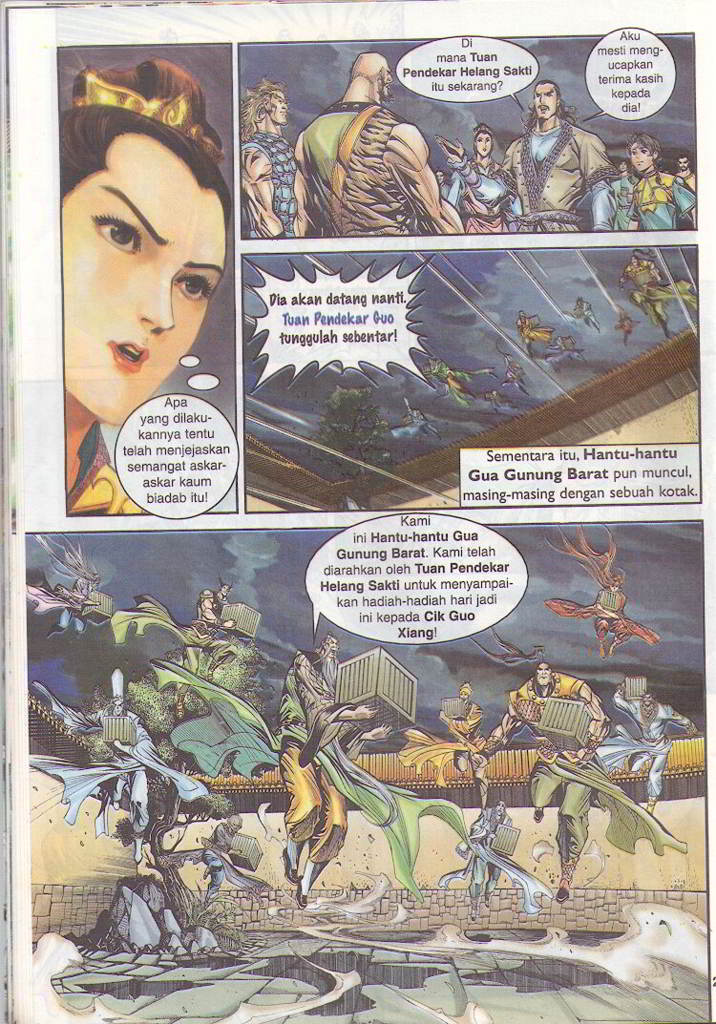 Apa
yang dilaku-
kannya tentu
telah menjejaskan
semangat askar-
askar kaum
biadab itu!
Di
mana Tuan
Pendekar Helang Sakti
itu sekarang?
Aku
mesti meng-
ucapkan
terima kasih
kepada
dia!
Dia akan datang nanti.
Tuan Pendekar Guo
tunggulah sebentar!
Sementara itu, Hantu-hantu
Gua Gunung Barat pun muncul,
masing-masing dengan sebuah kotak.
Kami
ini Hantu-hantu Gua
Gunung Barat. Kami telah
diarahkan oleh Tuan Pendekar
Helang Sakti untuk menyampai-
kan hadiah-hadiah hari jadi
ini kepada Cik Guo
Xiang!